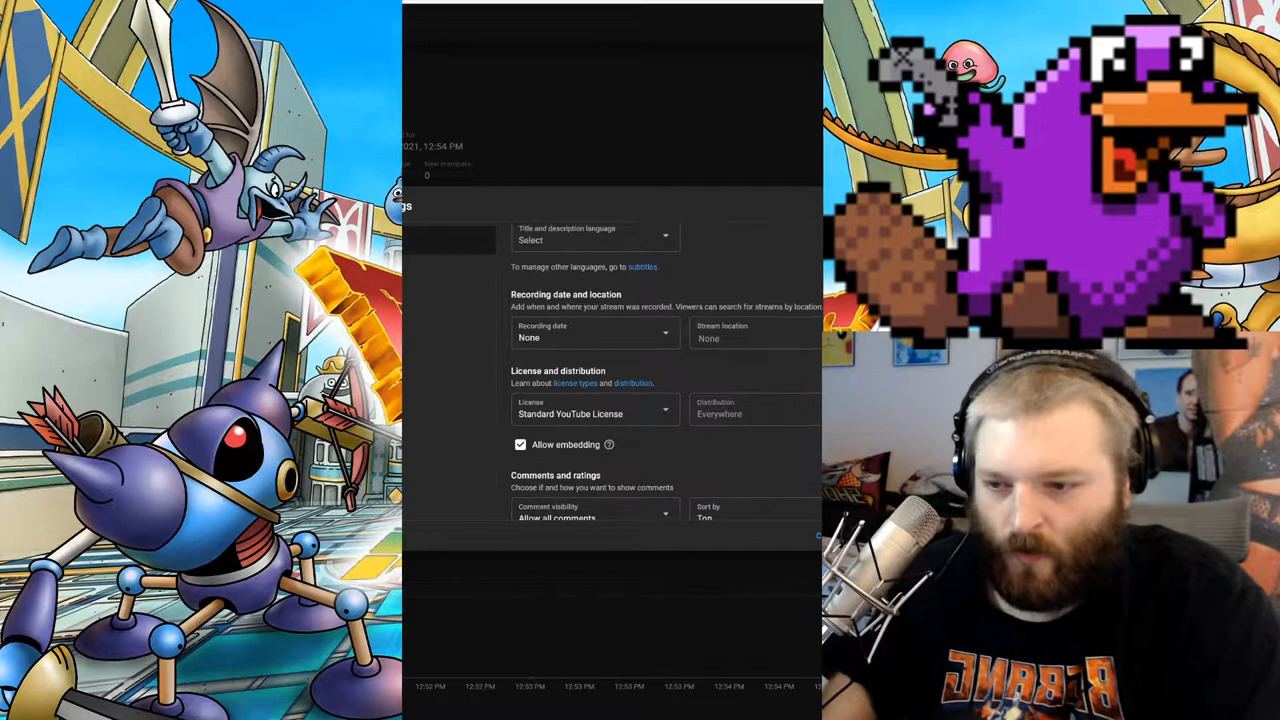 2021, 12:54 PM
New members
0
gs
Title and description language
Select
To manage other languages, go to subtitles.
Recording date and location
Add when and where your stream was recorded. Viewers can search for streams by location.
Recording date
None
Stream location
None
License and distribution
Learn about license types and distribution.
License
Standard YouTube License
Distribution
Everywhere
Allow embedding
Comments and ratings
Choose if and how you want to show comments
Comment visibility
Allow all comments
Sort by
Top
12:52 PM 12:52 PM 12:53 PM 12:53 PM 12:53 PM 12:53 PM 12:54 PM 12:54 PM